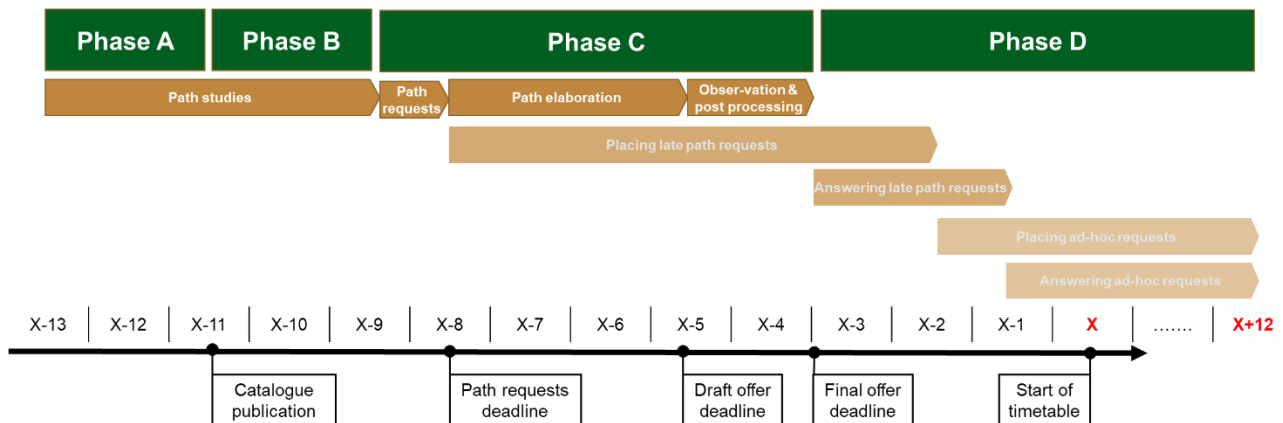 Phase A
Phase B
Phase C
Phase D
Path studies
Path
requests
Path elaboration
Obser-vation &
post processing
Placing late path requests
Answering late path requests
Placing ad-hoc requests
Answering ad-hoc requests
X-13
X-12
X-11
X-10
X-9
X-8
X-7
X-6
X-5
X-4
X-3
X-2
X-1
X
.......
X+12
Catalogue
publication
Path requests
deadline
Draft offer
deadline
Final offer
deadline
Start of
timetable